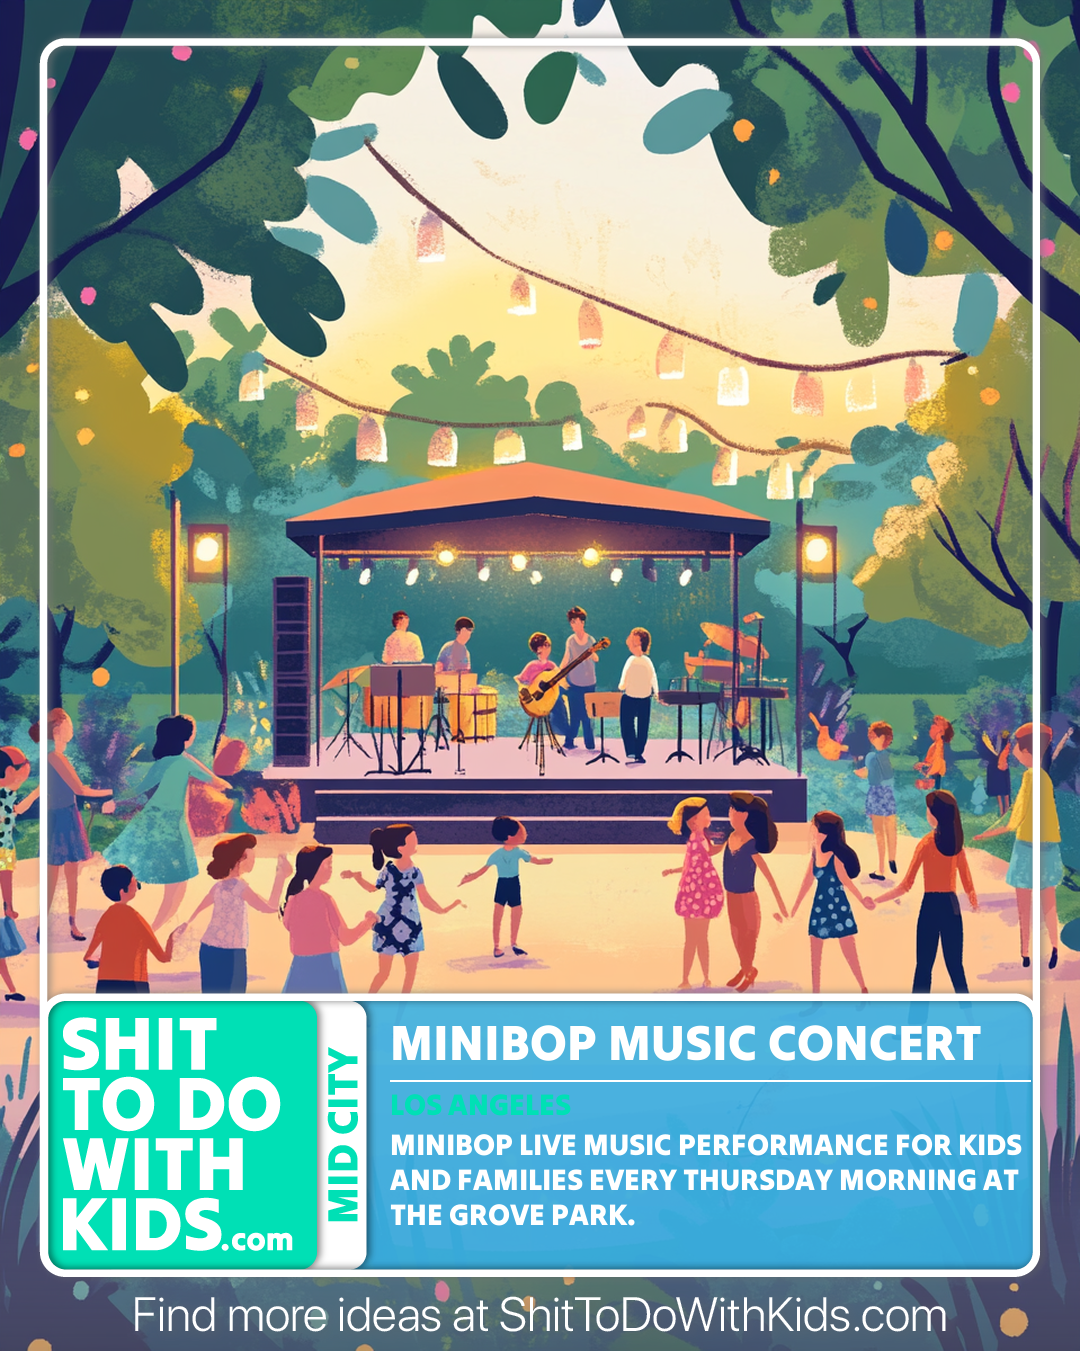 SHIT
TO DO
WITH
KIDS.com
MID CITY
MINIBOP MUSIC CONCERT
LOS ANGELES
MINIBOP LIVE MUSIC PERFORMANCE FOR KIDS
AND FAMILIES EVERY THURSDAY MORNING AT
THE GROVE PARK.
Find more ideas at ShitToDoWithKids.com